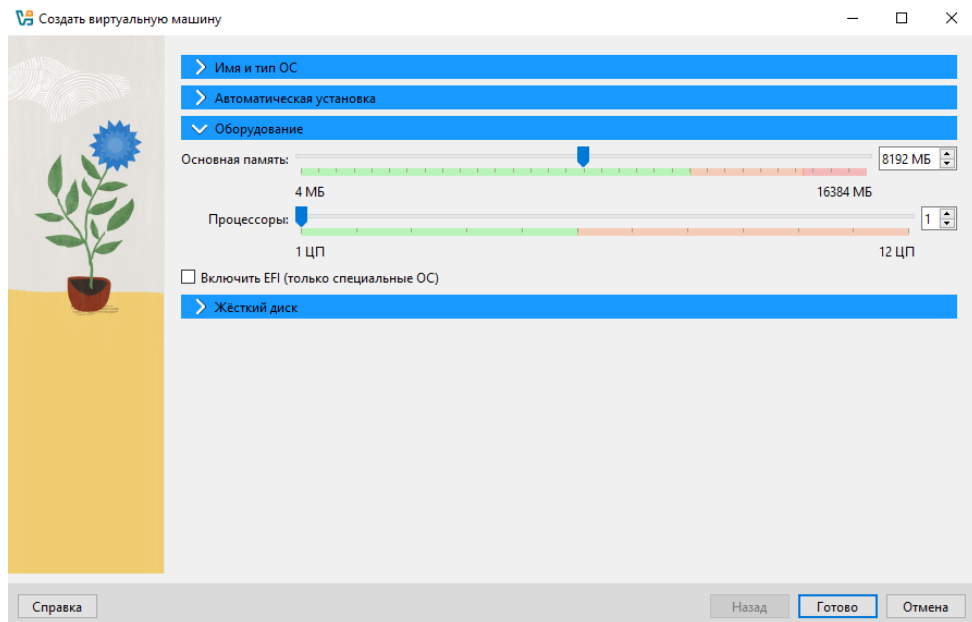 Создать виртуальную машину
Имя и тип ОС
Автоматическая установка
Оборудование
Основная память: 8192 МБ
4 МБ 16384 МБ
Процессоры: 1
1 ЦП 12 ЦП
Включить EFI (только специальные ОС)
Жёсткий диск
Справка Назад Готово Отмена